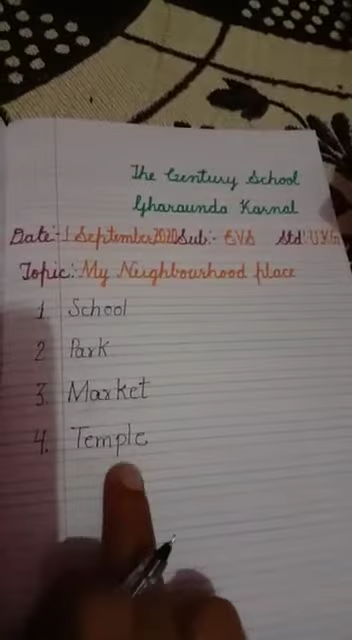 The Century School
Gharaunda Karnal
Date:- 1 September 2020 Sub:- EVS Std: U.K.G
Topic:- My Neighbourhood place
1 School
2 Park
3. Market
4. Temple